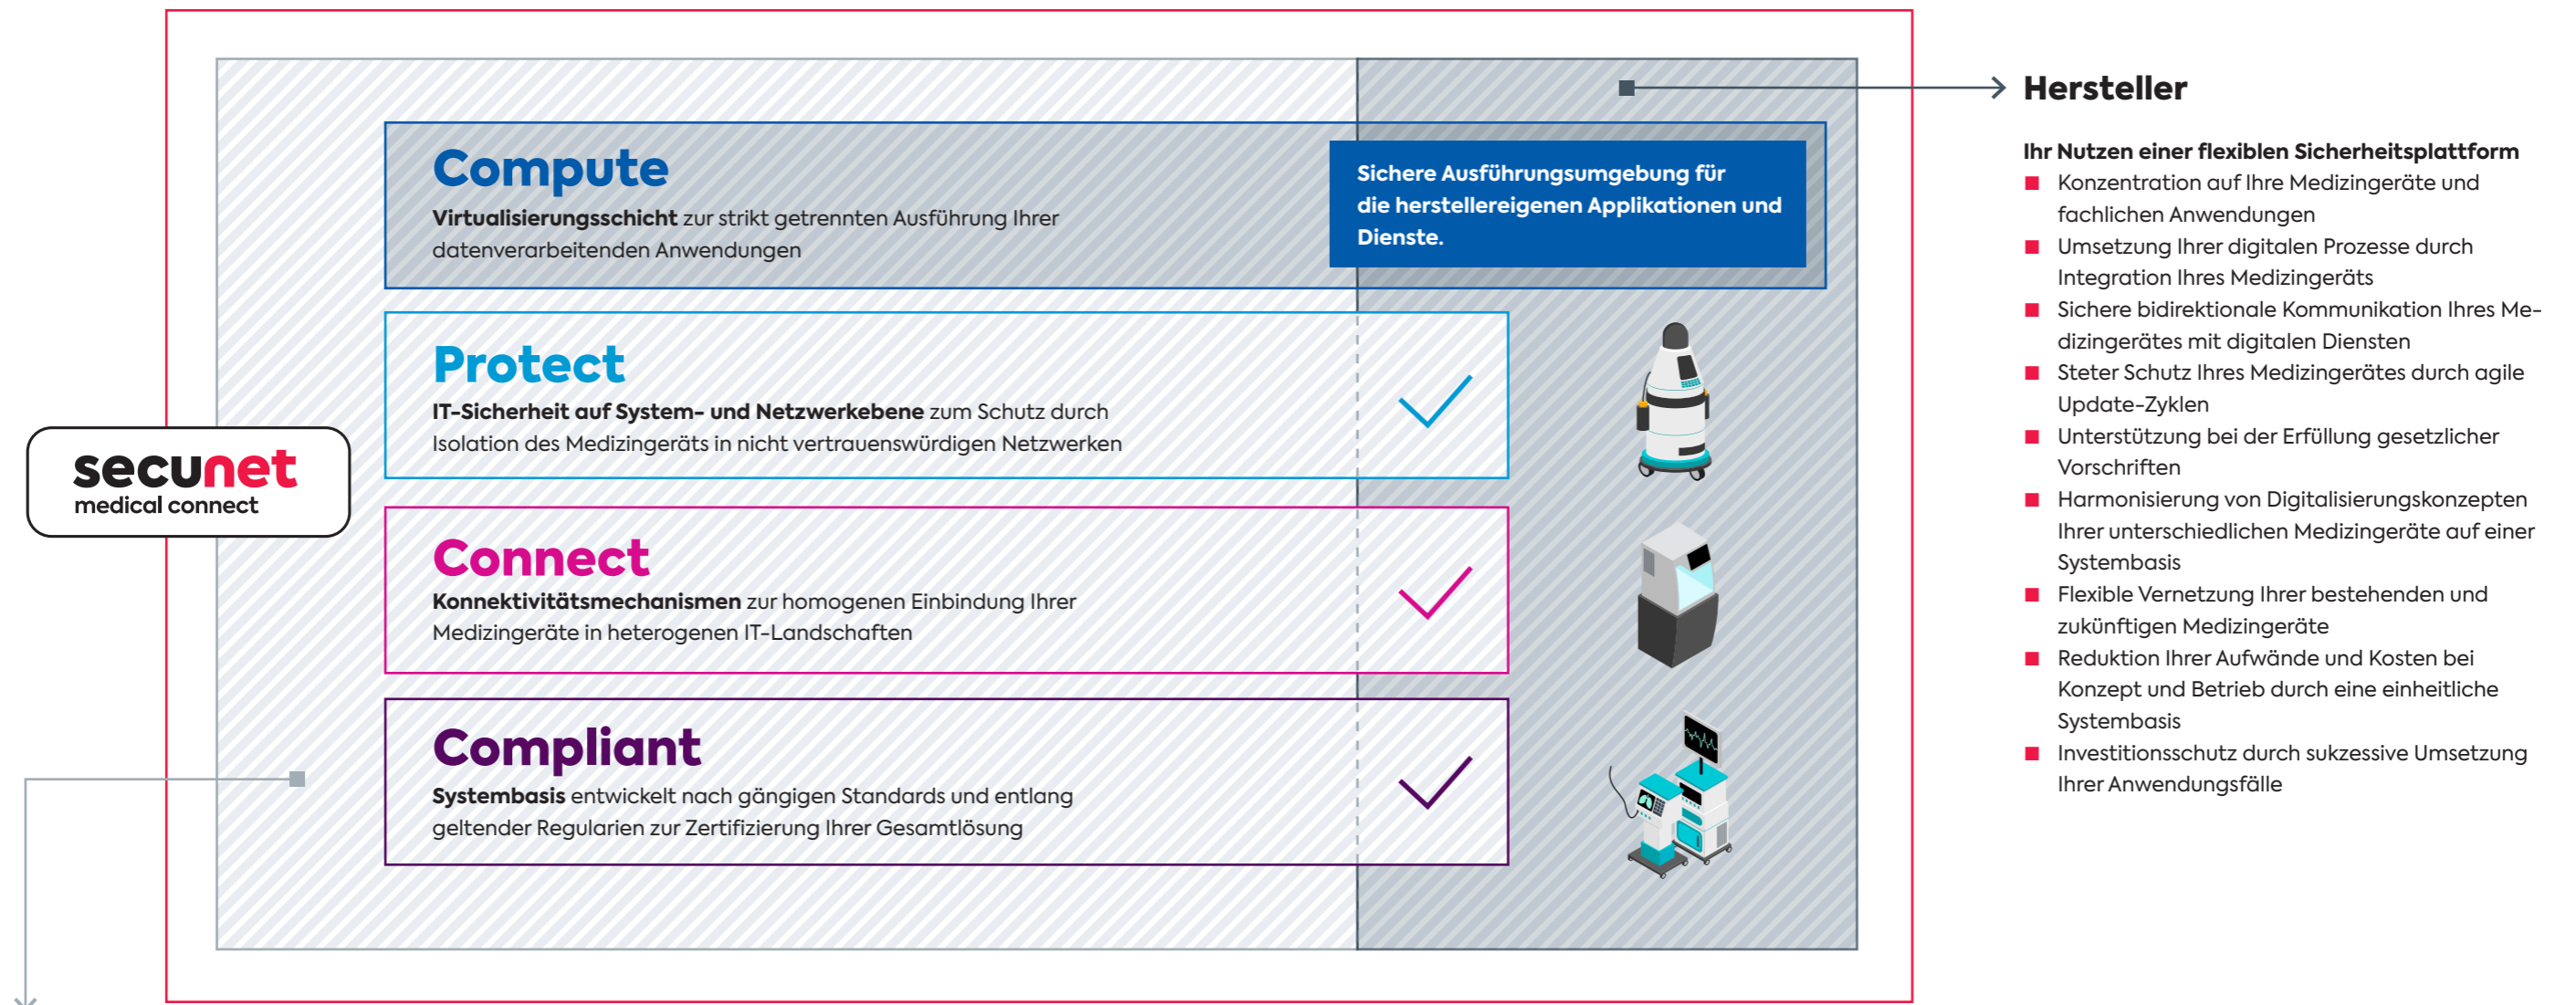 secunet
medical connect
Compute
Virtualisierungsschicht zur strikt getrennten Ausführung Ihrer
datenverarbeitenden Anwendungen
Sichere Ausführungsumgebung für
die herstellereigenen Applikationen und
Dienste.
Protect
IT-Sicherheit auf System- und Netzwerkebene zum Schutz durch
Isolation des Medizingeräts in nicht vertrauenswürdigen Netzwerken
Connect
Konnektivitätsmechanismen zur homogenen Einbindung Ihrer
Medizingeräte in heterogenen IT-Landschaften
Compliant
Systembasis entwickelt nach gängigen Standards und entlang
geltender Regularien zur Zertifizierung Ihrer Gesamtlösung
Hersteller
Ihr Nutzen einer flexiblen Sicherheitsplattform
Konzentration auf Ihre Medizingeräte und
fachlichen Anwendungen
Umsetzung Ihrer digitalen Prozesse durch
Integration Ihres Medizingeräts
Sichere bidirektionale Kommunikation Ihres Me-
dizingerätes mit digitalen Diensten
Steter Schutz Ihres Medizingerätes durch agile
Update-Zyklen
Unterstützung bei der Erfüllung gesetzlicher
Vorschriften
Harmonisierung von Digitalisierungskonzepten
Ihrer unterschiedlichen Medizingeräte auf einer
Systembasis
Flexible Vernetzung Ihrer bestehenden und
zukünftigen Medizingeräte
Reduktion Ihrer Aufwände und Kosten bei
Konzept und Betrieb durch eine einheitliche
Systembasis
Investitionsschutz durch sukzessive Umsetzung
Ihrer Anwendungsfälle